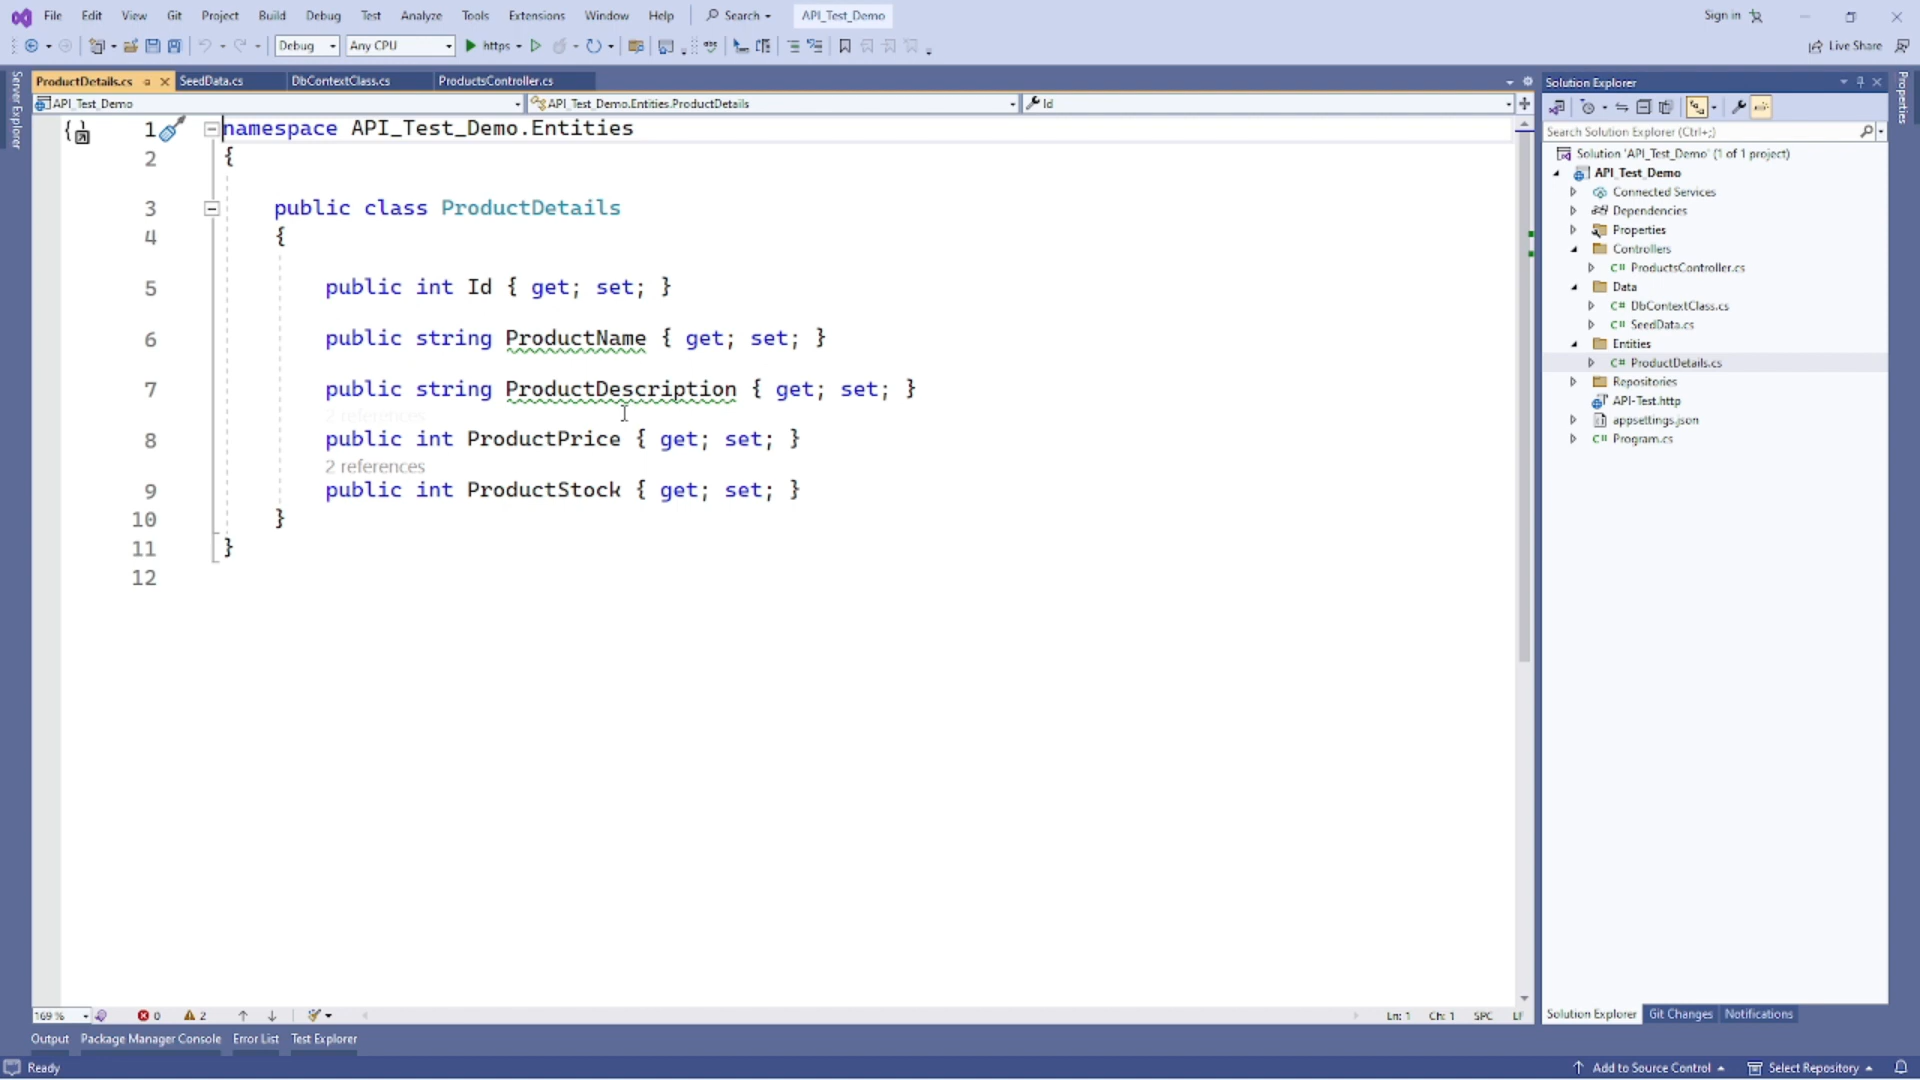 File Edit View Git Project Build Debug Test Analyze Tools Extensions Window Help Search API_Test_Demo Sign in
Debug Any CPU https Live Share
Server Explorer
ProductDetails.cs SeedData.cs DbContextClass.cs ProductsController.cs
API_Test_Demo API_Test_Demo.Entities.ProductDetails Id
1 namespace API_Test_Demo.Entities
2 {
3 public class ProductDetails
4 {
5 public int Id { get; set; }
6 public string ProductName { get; set; }
7 public string ProductDescription { get; set; }
2 references
8 public int ProductPrice { get; set; }
2 references
9 public int ProductStock { get; set; }
10 }
11 }
12
169 % 0 2 Ln: 1 Ch: 1 SPC LF
Solution Explorer
Search Solution Explorer (Ctrl+;)
Solution 'API_Test_Demo' (1 of 1 project)
API_Test_Demo
Connected Services
Dependencies
Properties
Controllers
C# ProductsController.cs
Data
C# DbContextClass.cs
C# SeedData.cs
Entities
C# ProductDetails.cs
Repositories
API-Test.http
appsettings.json
C# Program.cs
Solution Explorer Git Changes Notifications
Properties
Output Package Manager Console Error List Test Explorer
Ready Add to Source Control Select Repository